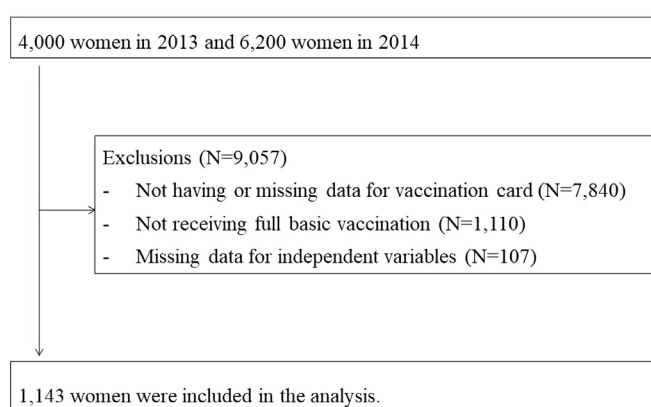 4,000 women in 2013 and 6,200 women in 2014
Exclusions (N=9,057)
- Not having or missing data for vaccination card (N=7,840)
- Not receiving full basic vaccination (N=1,110)
- Missing data for independent variables (N=107)
1,143 women were included in the analysis.